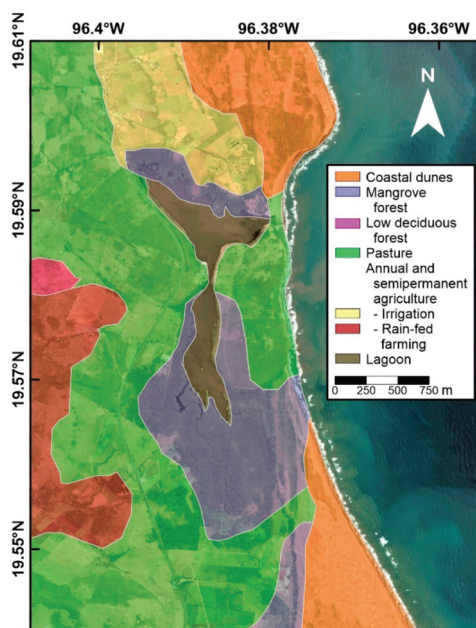 96.4°W 96.38°W 96.36°W
19.61°N
19.59°N
19.57°N
19.55°N
N
Coastal dunes
Mangrove
forest
Low deciduous
forest
Pasture
Annual and
semipermanent
agriculture
- Irrigation
- Rain-fed
farming
Lagoon
0 250 500 750 m